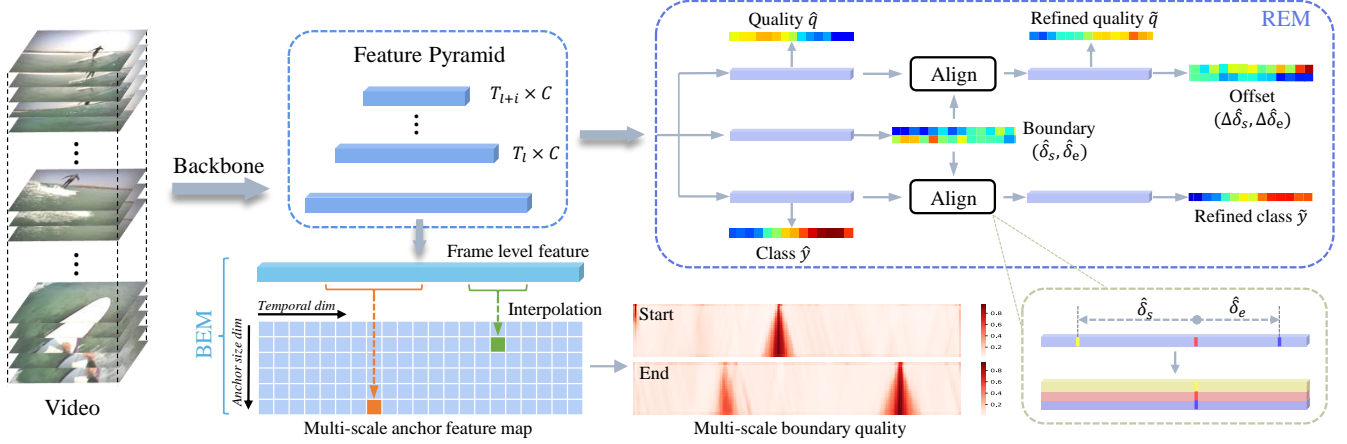 Video
Backbone
Feature Pyramid
T_{l+i} × C
T_l × C
REM
Quality q̂
Refined quality q̃
Align
Offset
(Δδ̂_s, Δδ̂_e)
Boundary
(δ̂_s, δ̂_e)
Align
Refined class ỹ
Class ŷ
BEM
Frame level feature
Temporal dim
Anchor size dim
Interpolation
Multi-scale anchor feature map
Start
0.8
0.6
0.4
0.2
End
0.8
0.6
0.4
0.2
Multi-scale boundary quality
δ̂_s
δ̂_e